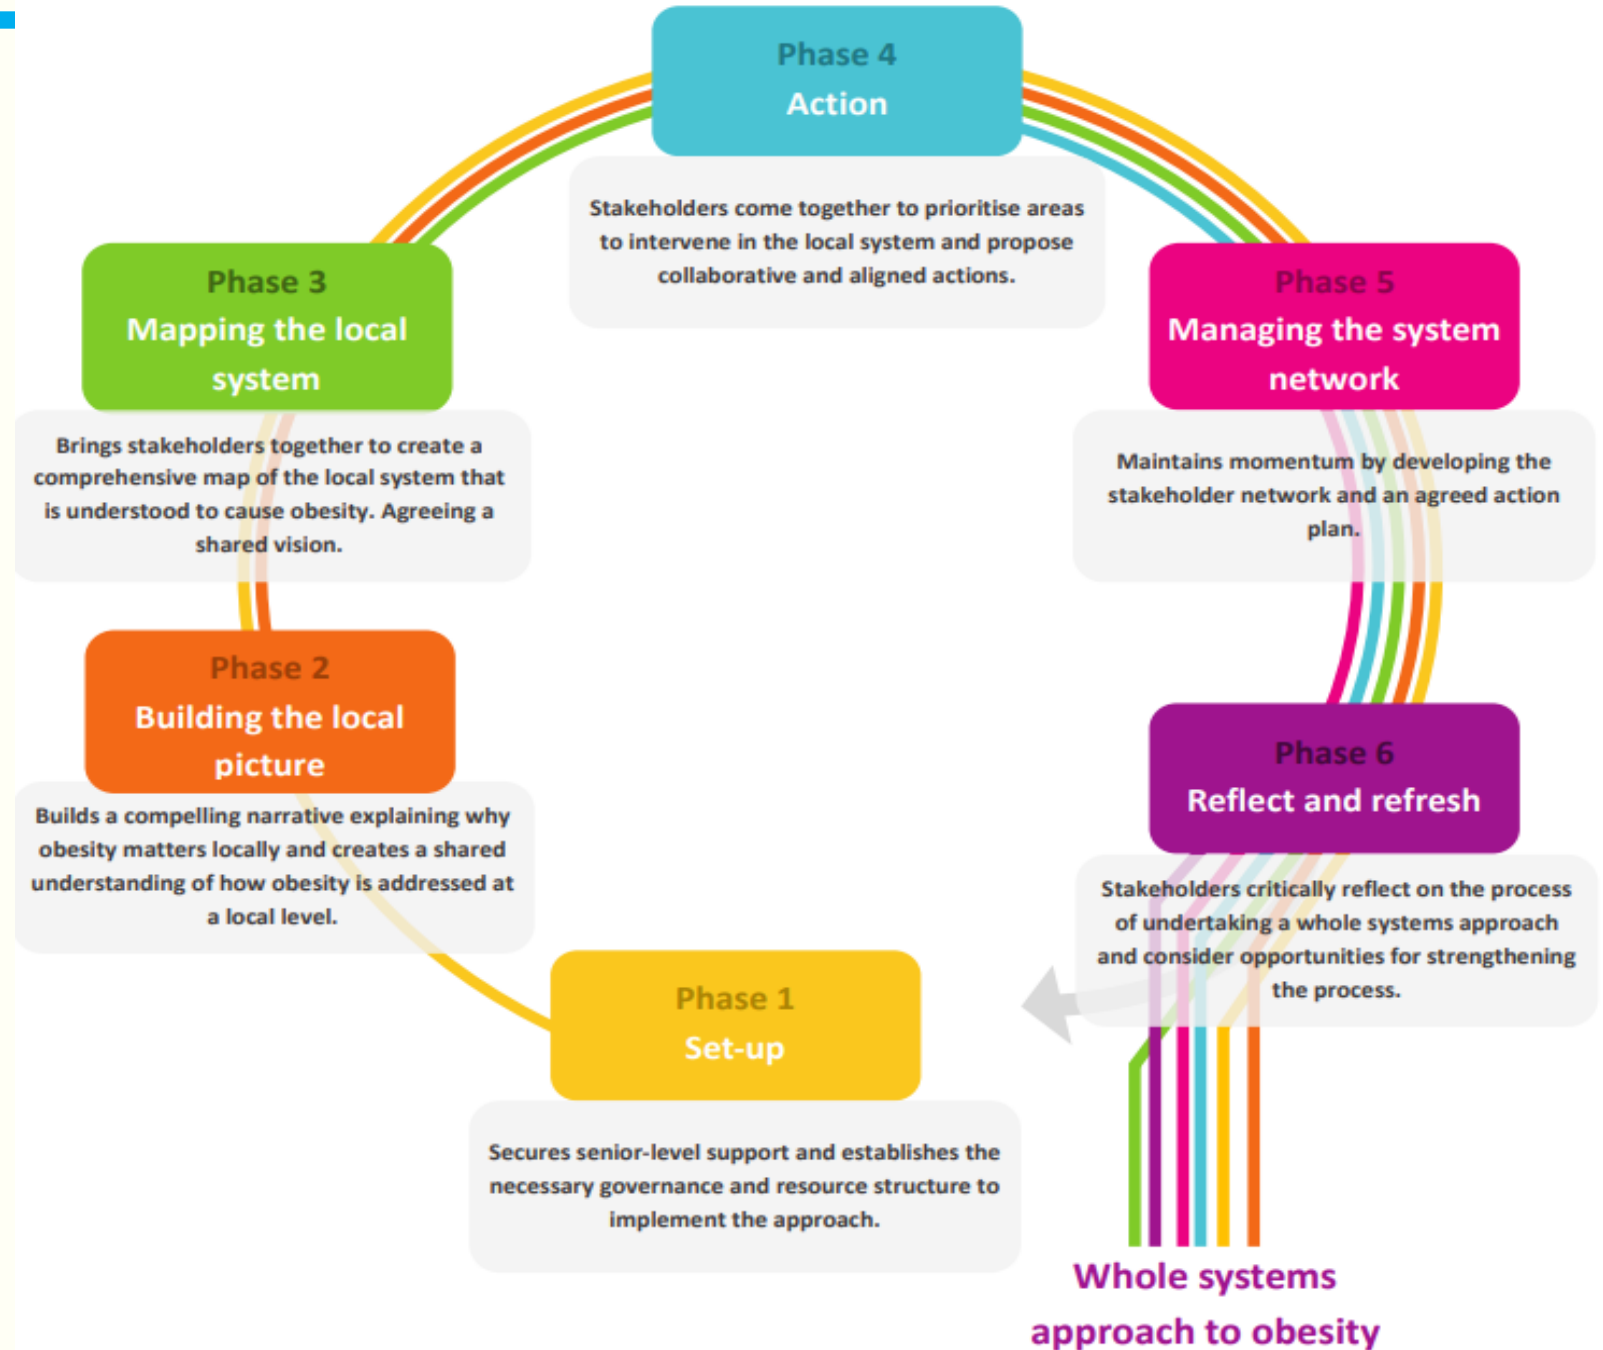 Phase 4
Action
Stakeholders come together to prioritise areas
to intervene in the local system and propose
collaborative and aligned actions.
Phase 3
Mapping the local
system
Brings stakeholders together to create a
comprehensive map of the local system that
is understood to cause obesity. Agreeing a
shared vision.
Phase 5
Managing the system
network
Maintains momentum by developing the
stakeholder network and an agreed action
plan.
Phase 2
Building the local
picture
Builds a compelling narrative explaining why
obesity matters locally and creates a shared
understanding of how obesity is addressed at
a local level.
Phase 6
Reflect and refresh
Stakeholders critically reflect on the process
of undertaking a whole systems approach
and consider opportunities for strengthening
the process.
Phase 1
Set-up
Secures senior-level support and establishes the
necessary governance and resource structure to
implement the approach.
Whole systems
approach to obesity